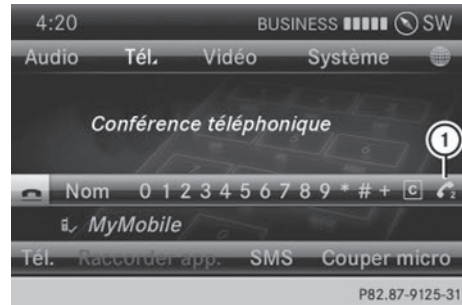 4:20 BUSINESS SW
Audio Tél. Vidéo Système
Conférence téléphonique
1
Nom 0 1 2 3 4 5 6 7 8 9 * # + C 2
MyMobile
Tél. Raccorder app. SMS Couper micro
P82.87-9125-31